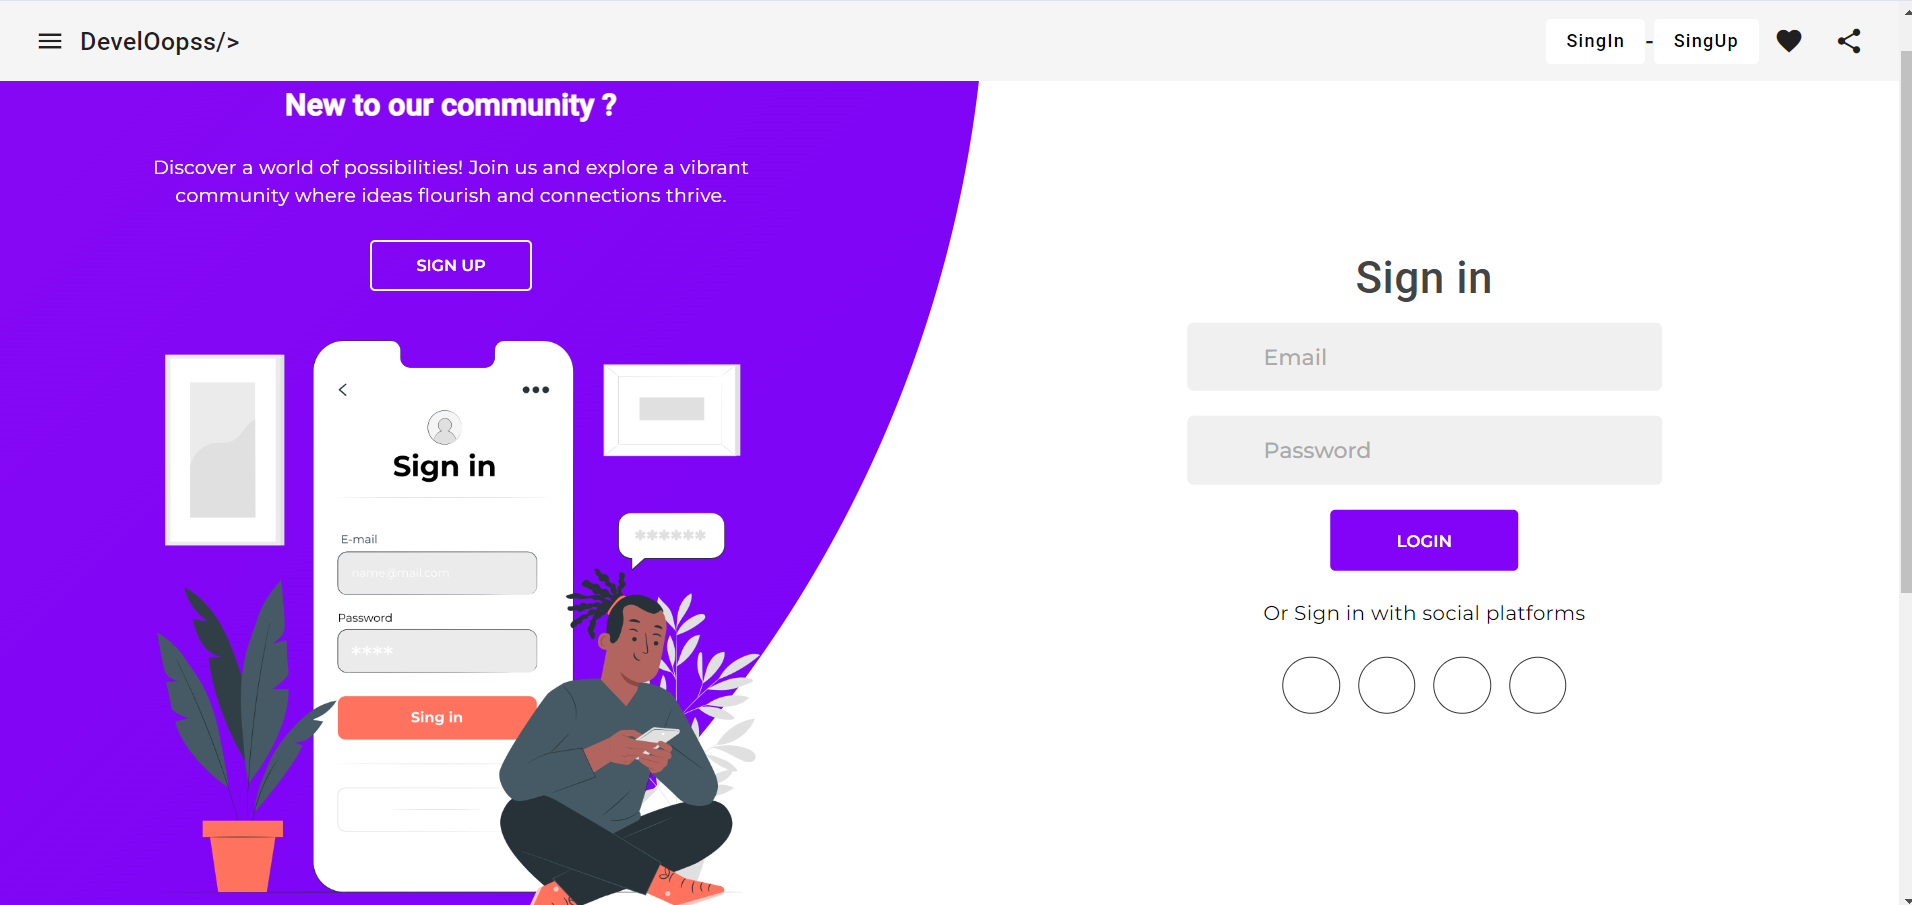 DevelOopss/>
SingIn - SingUp
New to our community ?
Discover a world of possibilities! Join us and explore a vibrant
community where ideas flourish and connections thrive.
SIGN UP
Sign in
E-mail
name@mail.com
Password
****
Sing in
******
Sign in
Email
Password
LOGIN
Or Sign in with social platforms